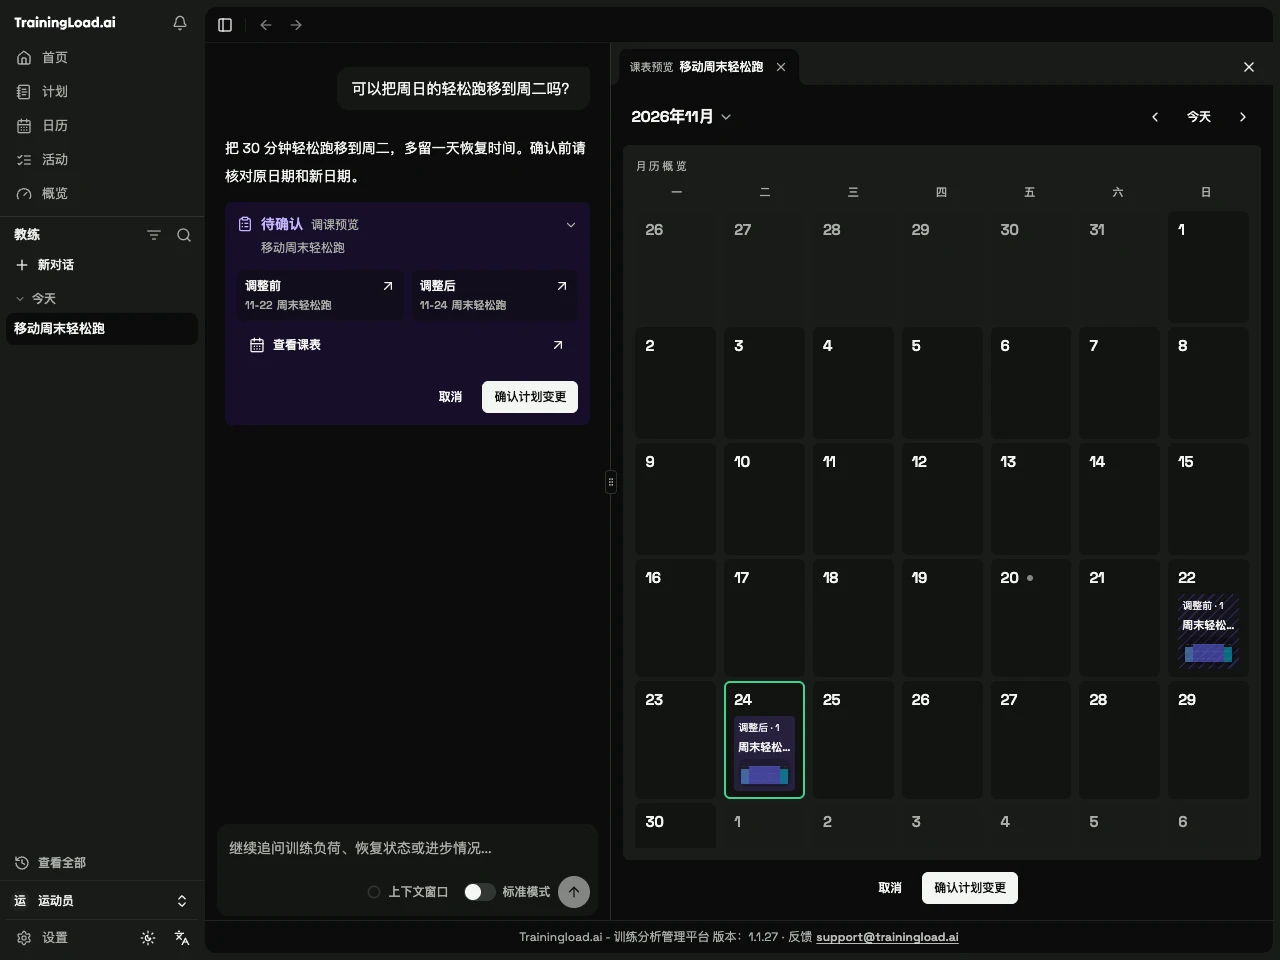 TrainingLoad.ai
首页
计划
日历
活动
概览
教练
新对话
今天
移动周末轻松跑
查看全部
运 运动员
设置
可以把周日的轻松跑移到周二吗?
把 30 分钟轻松跑移到周二，多留一天恢复时间。确认前请
核对原日期和新日期。
待确认 调课预览
移动周末轻松跑
调整前
11-22 周末轻松跑
调整后
11-24 周末轻松跑
查看课表
取消 确认计划变更
继续追问训练负荷、恢复状态或进步情况...
上下文窗口 标准模式
课表预览 移动周末轻松跑
2026年11月
今天
月历概览
一 二 三 四 五 六 日
26 27 28 29 30 31 1
2 3 4 5 6 7 8
9 10 11 12 13 14 15
16 17 18 19 20 21 22
调整前 · 1
周末轻松...
23 24 25 26 27 28 29
调整后 · 1
周末轻松...
30 1 2 3 4 5 6
取消 确认计划变更
Trainingload.ai - 训练分析管理平台 版本：1.1.27 · 反馈 support@trainingload.ai